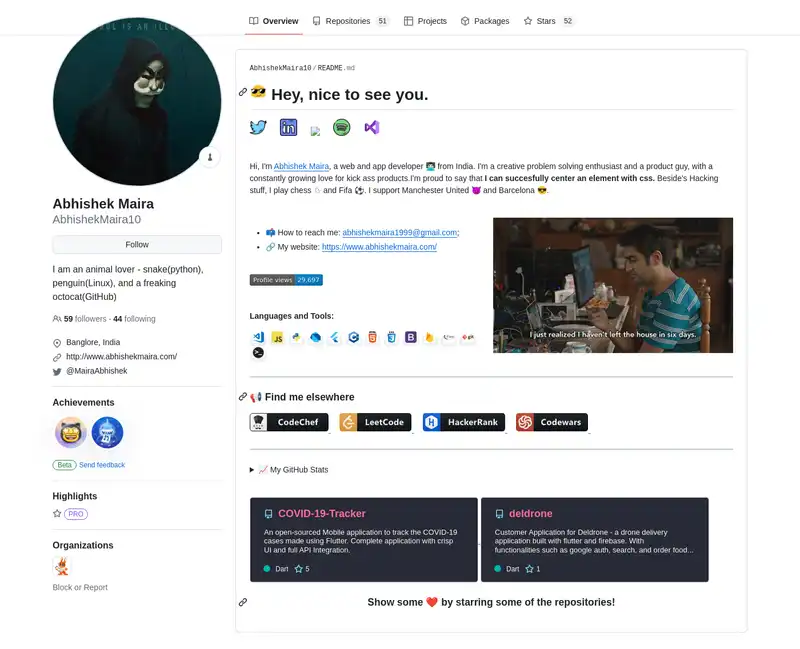 Overview
Repositories 51
Projects
Packages
Stars 52
Abhishek Maira
AbhishekMaira10
Follow
I am an animal lover - snake(python),
penguin(Linux), and a freaking
octocat(GitHub)
59 followers · 44 following
Banglore, India
http://www.abhishekmaira.com/
@MairaAbhishek
Achievements
Beta Send feedback
Highlights
PRO
Organizations
Block or Report
AbhishekMaira10/README.md
😎 Hey, nice to see you.
Hi, I'm Abhishek Maira, a web and app developer 👨🏻‍💻 from India. I'm a creative problem solving enthusiast and a product guy, with a
constantly growing love for kick ass products.I'm proud to say that I can succesfully center an element with css. Beside's Hacking
stuff, I play chess ♘ and Fifa ⚽. I support Manchester United 😈 and Barcelona 😎.
📫 How to reach me: abhishekmaira1999@gmail.com;
🔗 My website: https://www.abhishekmaira.com/
Profile views 29,697
I just realized I haven't left the house in six days.
Languages and Tools:
📢 Find me elsewhere
CodeChef
LeetCode
HackerRank
Codewars
📈 My GitHub Stats
COVID-19-Tracker
An open-sourced Mobile application to track the COVID-19
cases made using Flutter. Complete application with crisp
UI and full API Integration.
Dart 5
deldrone
Customer Application for Deldrone - a drone delivery
application built with flutter and firebase. With
functionalities such as google auth, search, and order food...
Dart 1
Show some ❤️ by starring some of the repositories!